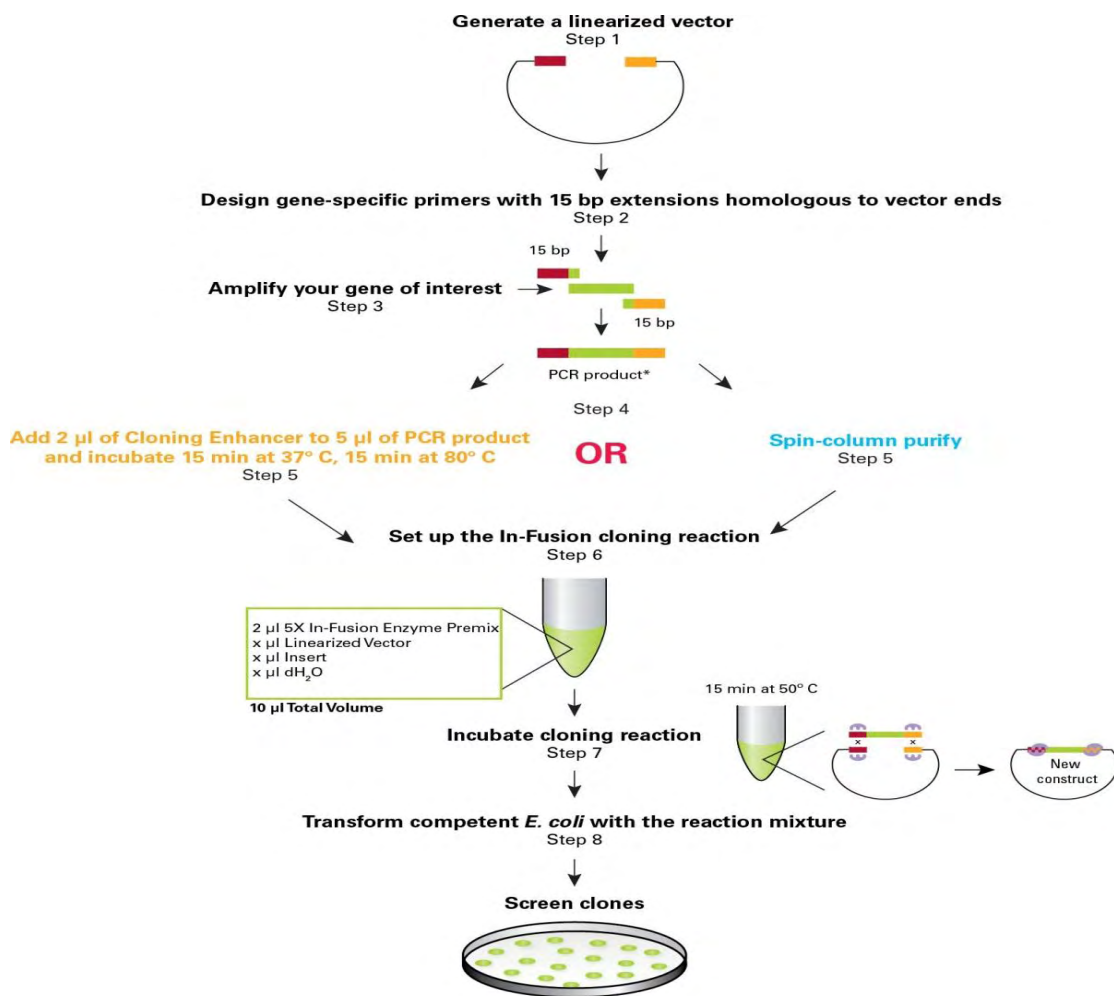 Generate a linearized vector
Step 1
Design gene-specific primers with 15 bp extensions homologous to vector ends
Step 2
15 bp
Amplify your gene of interest
Step 3
15 bp
PCR product*
Step 4
Add 2 µl of Cloning Enhancer to 5 µl of PCR product
and incubate 15 min at 37° C, 15 min at 80° C
Step 5
OR
Spin-column purify
Step 5
Set up the In-Fusion cloning reaction
Step 6
2 µl 5X In-Fusion Enzyme Premix
x µl Linearized Vector
x µl Insert
x µl dH₂O
10 µl Total Volume
15 min at 50° C
Incubate cloning reaction
Step 7
x x
New
construct
Transform competent E. coli with the reaction mixture
Step 8
Screen clones